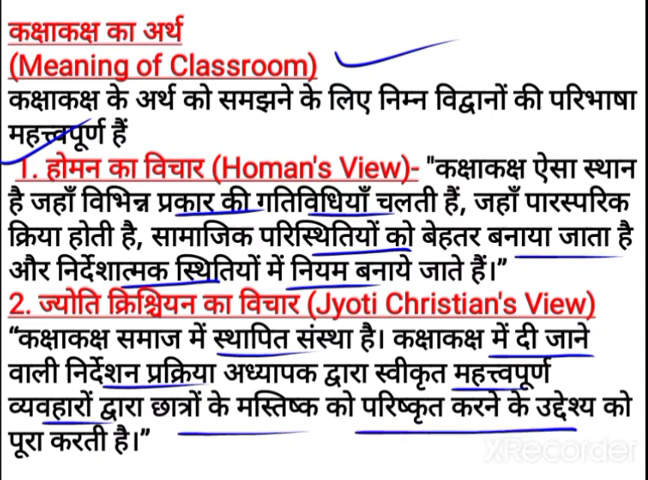 कक्षाकक्ष का अर्थ
(Meaning of Classroom)
कक्षाकक्ष के अर्थ को समझने के लिए निम्न विद्वानों की परिभाषा
महत्त्वपूर्ण हैं
1. होमन का विचार (Homan's View)- "कक्षाकक्ष ऐसा स्थान
है जहाँ विभिन्न प्रकार की गतिविधियाँ चलती हैं, जहाँ पारस्परिक
क्रिया होती है, सामाजिक परिस्थितियों को बेहतर बनाया जाता है
और निर्देशात्मक स्थितियों में नियम बनाये जाते हैं।”
2. ज्योति क्रिश्चियन का विचार (Jyoti Christian's View)
“कक्षाकक्ष समाज में स्थापित संस्था है। कक्षाकक्ष में दी जाने
वाली निर्देशन प्रक्रिया अध्यापक द्वारा स्वीकृत महत्त्वपूर्ण
व्यवहारों द्वारा छात्रों के मस्तिष्क को परिष्कृत करने के उद्देश्य को
पूरा करती है।”
XRecorder